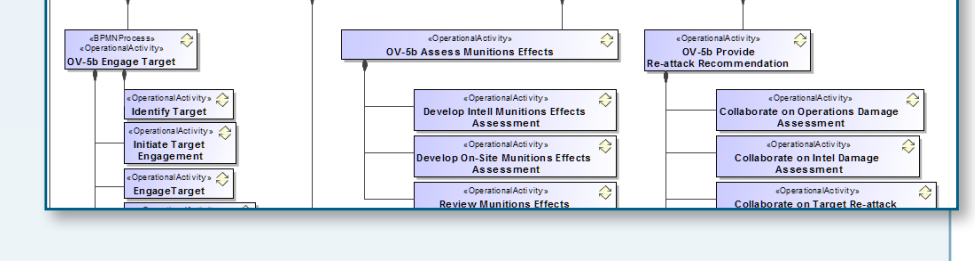 «BPMNProcess»
«OperationalActivity»
OV-5b Engage Target
«OperationalActivity»
Identify Target
«OperationalActivity»
Initiate Target
Engagement
«OperationalActivity»
EngageTarget
«OperationalActivity»
OV-5b Assess Munitions Effects
«OperationalActivity»
Develop Intell Munitions Effects
Assessment
«OperationalActivity»
Develop On-Site Munitions Effects
Assessment
«OperationalActivity»
Review Munitions Effects
«OperationalActivity»
OV-5b Provide
Re-attack Recommendation
«OperationalActivity»
Collaborate on Operations Damage
Assessment
«OperationalActivity»
Collaborate on Intel Damage
Assessment
«OperationalActivity»
Collaborate on Target Re-attack